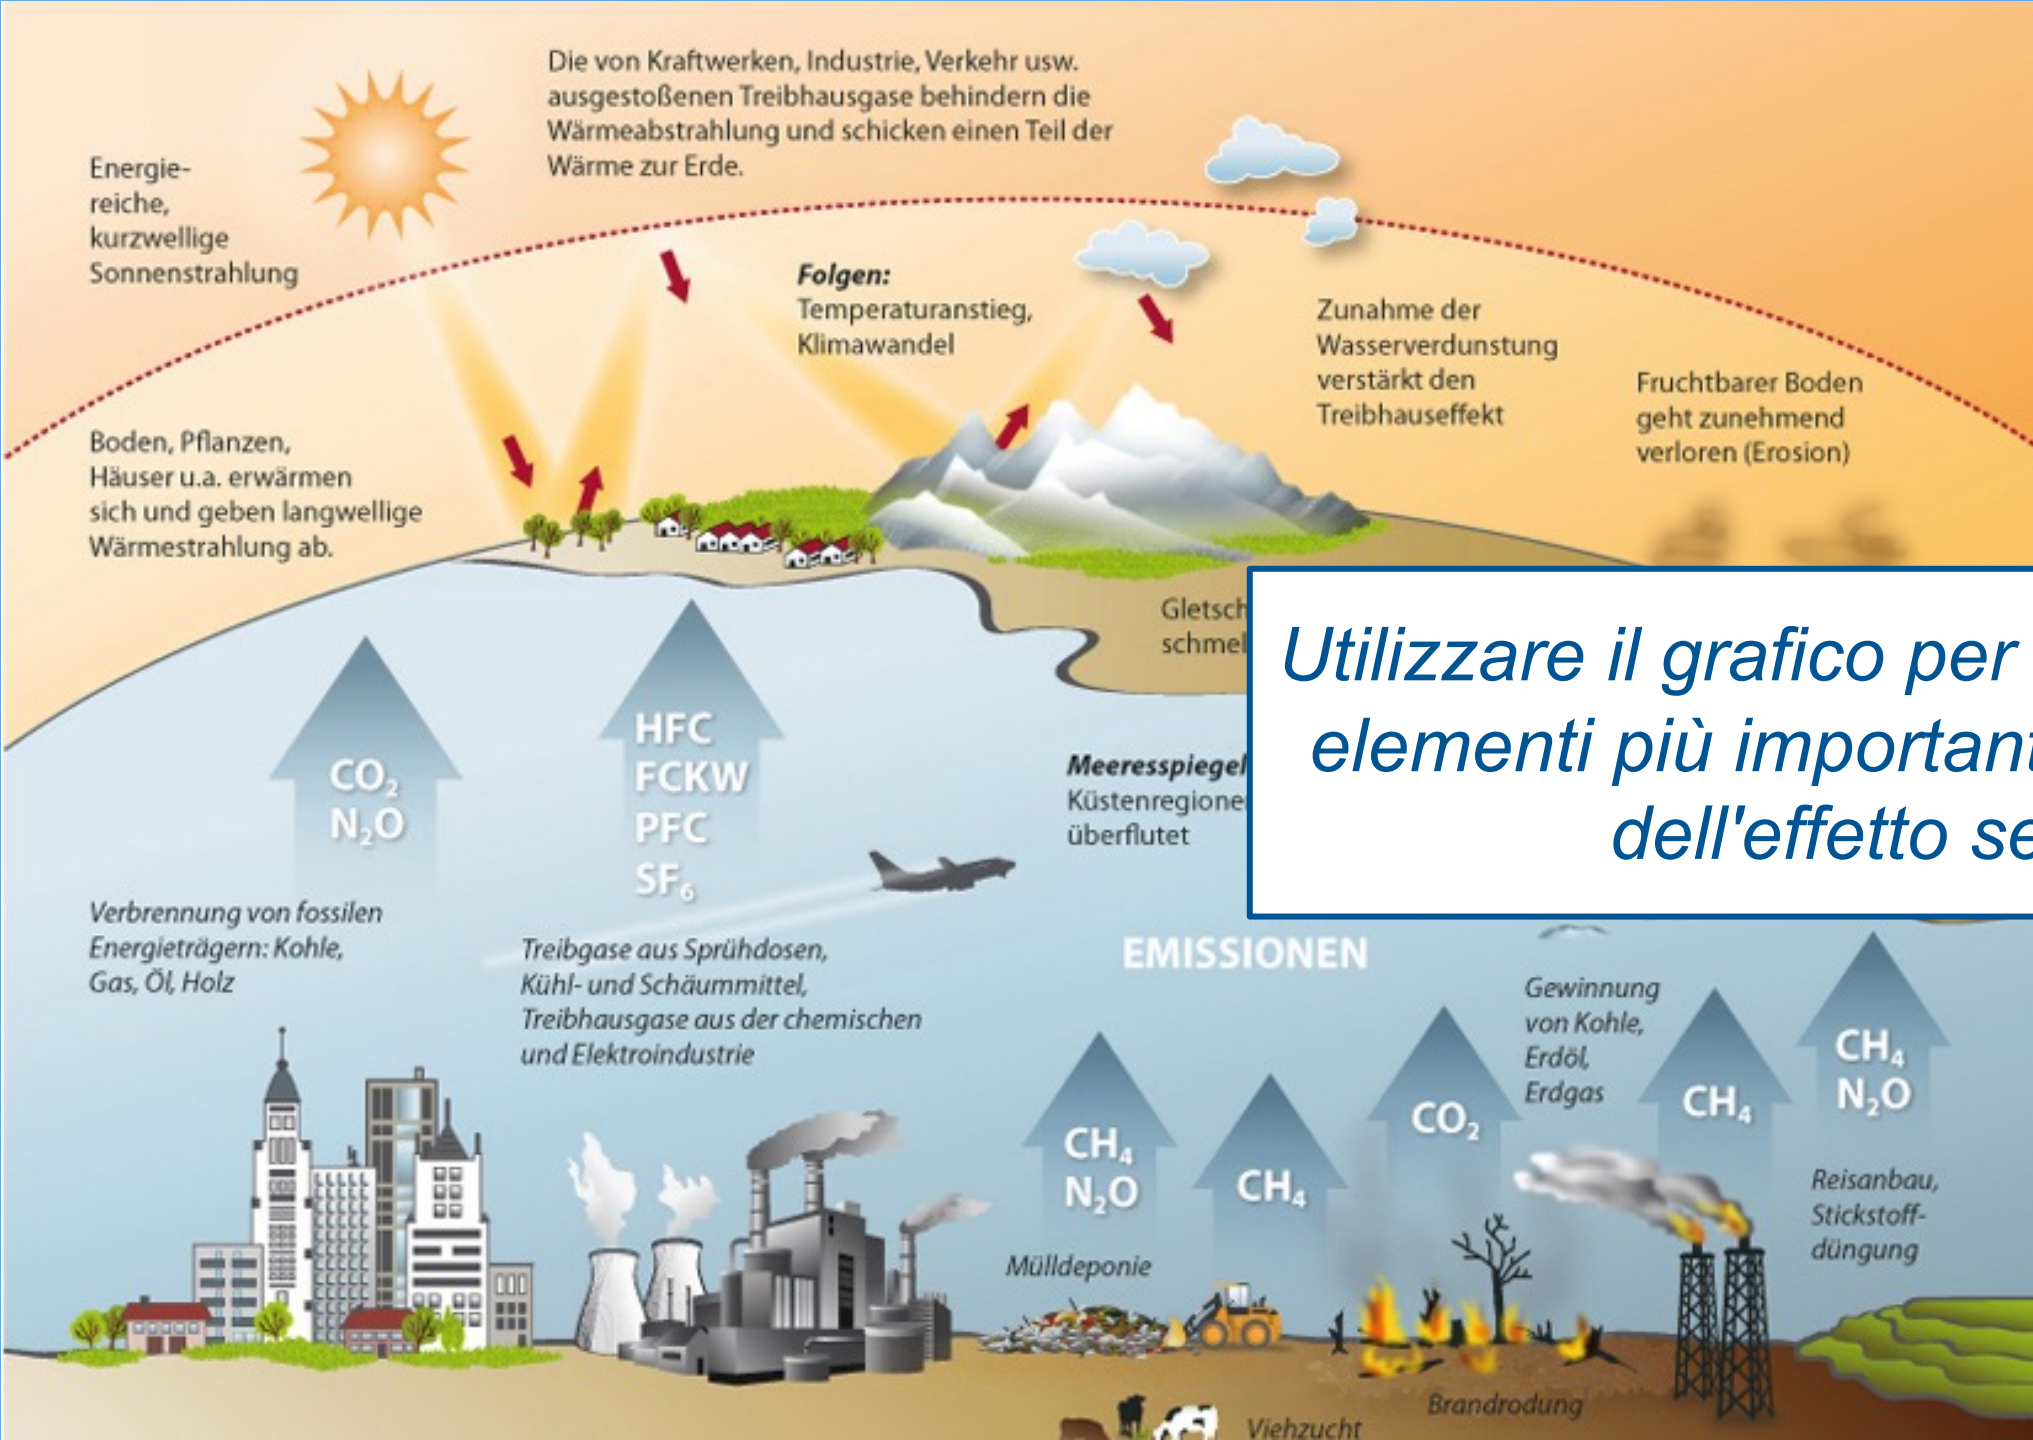 Die von Kraftwerken, Industrie, Verkehr usw.
ausgestoßenen Treibhausgase behindern die
Wärmeabstrahlung und schicken einen Teil der
Wärme zur Erde.
Energie-
reiche,
kurzwellige
Sonnenstrahlung
Folgen:
Temperaturanstieg,
Klimawandel
Zunahme der
Wasserverdunstung
verstärkt den
Treibhauseffekt
Fruchtbarer Boden
geht zunehmend
verloren (Erosion)
Boden, Pflanzen,
Häuser u.a. erwärmen
sich und geben langwellige
Wärmestrahlung ab.
Gletsch
schmel
Utilizzare il grafico per
elementi più important
dell'effetto se
CO₂
N₂O
HFC
FCKW
PFC
SF₆
Meeresspiegel
Küstenregione
überflutet
Verbrennung von fossilen
Energieträgern: Kohle,
Gas, Öl, Holz
Treibgase aus Sprühdosen,
Kühl- und Schäummittel,
Treibhausgase aus der chemischen
und Elektroindustrie
EMISSIONEN
Gewinnung
von Kohle,
Erdöl,
Erdgas
CH₄
N₂O
CH₄
CO₂
CH₄
CH₄
N₂O
Mülldeponie
Reisanbau,
Stickstoff-
düngung
Brandrodung
Viehzucht